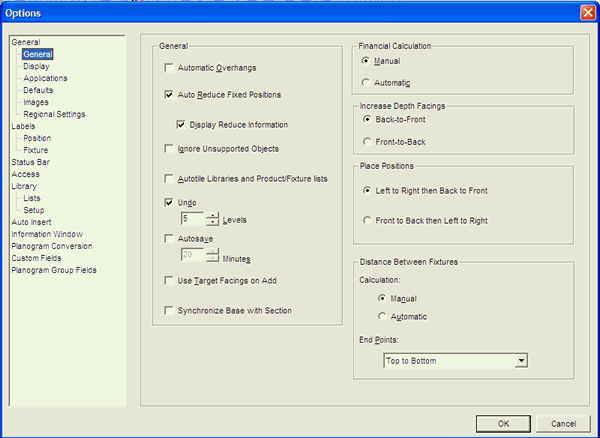 Options
General
General
Display
Applications
Defaults
Images
Regional Settings
Labels
Position
Fixture
Status Bar
Access
Library
Lists
Setup
Auto Insert
Information Window
Planogram Conversion
Custom Fields
Planogram Group Fields
General
Automatic Overhangs
Auto Reduce Fixed Positions
Display Reduce Information
Ignore Unsupported Objects
Autotile Libraries and Product/Fixture lists
Undo
5 Levels
Autosave
20 Minutes
Use Target Facings on Add
Synchronize Base with Section
Financial Calculation
Manual
Automatic
Increase Depth Facings
Back-to-Front
Front-to-Back
Place Positions
Left to Right then Back to Front
Front to Back then Left to Right
Distance Between Fixtures
Calculation:
Manual
Automatic
End Points:
Top to Bottom
OK Cancel